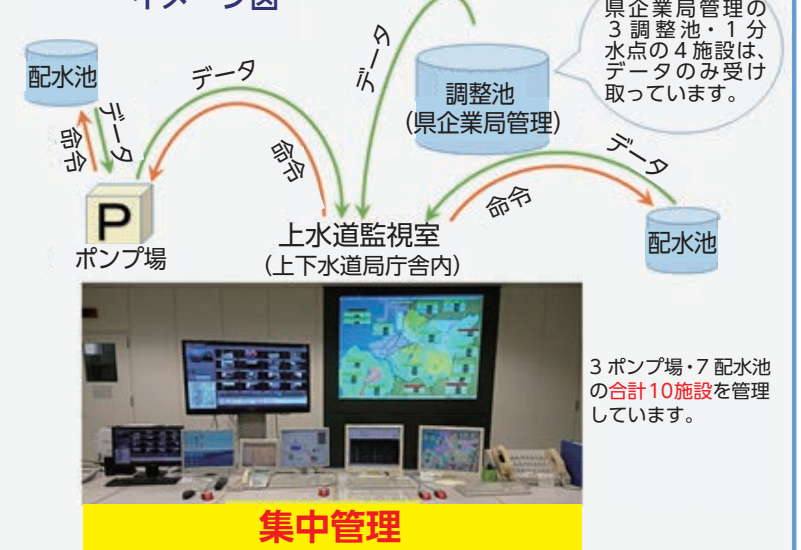 イメージ図
県企業局管理の
3調整池・1分
水点の4施設は、
データのみ受け
取っています。
配水池
データ
データ
調整池
(県企業局管理)
命令
データ
命令
データ
命令
P
ポンプ場
上水道監視室
(上下水道局庁舎内)
配水池
3ポンプ場・7配水池
の合計10施設を管理
しています。
集中管理